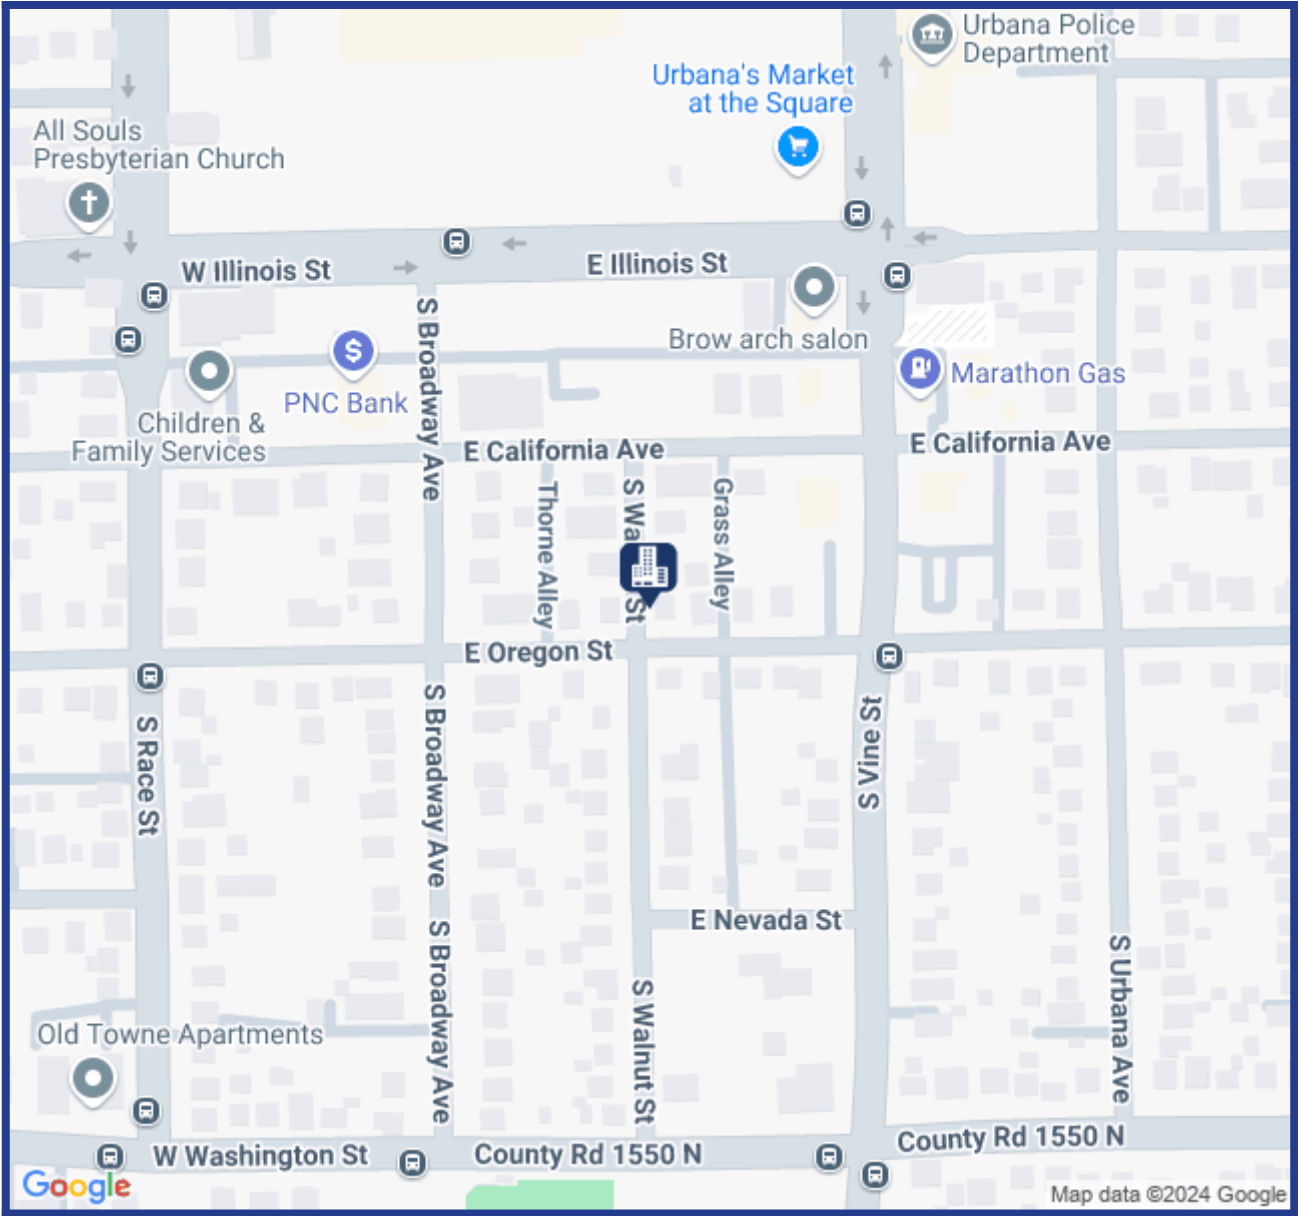 Urbana Police
Department
Urbana's Market
at the Square
All Souls
Presbyterian Church
W Illinois St
E Illinois St
S Broadway Ave
Brow arch salon
Marathon Gas
PNC Bank
Children &
Family Services
E California Ave
E California Ave
Thorne Alley
S Wa
St
Grass Alley
E Oregon St
S Broadway Ave
S Race St
S Vine St
E Nevada St
S Broadway Ave
S Walnut St
S Urbana Ave
Old Towne Apartments
W Washington St
County Rd 1550 N
County Rd 1550 N
Google
Map data ©2024 Google